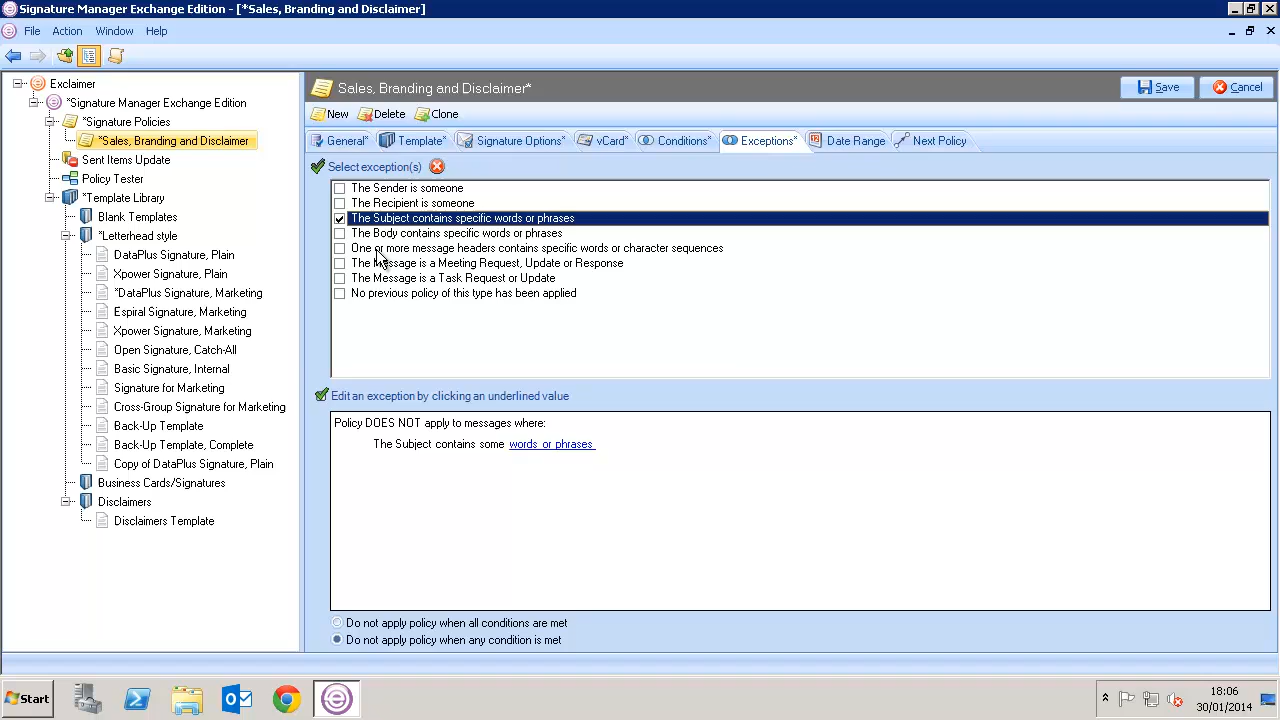 Signature Manager Exchange Edition - [*Sales, Branding and Disclaimer]
File Action Window Help
Exclaimer
*Signature Manager Exchange Edition
*Signature Policies
*Sales, Branding and Disclaimer
Sent Items Update
Policy Tester
*Template Library
Blank Templates
*Letterhead style
DataPlus Signature, Plain
Xpower Signature, Plain
*DataPlus Signature, Marketing
Espiral Signature, Marketing
Xpower Signature, Marketing
Open Signature, Catch-All
Basic Signature, Internal
Signature for Marketing
Cross-Group Signature for Marketing
Back-Up Template
Back-Up Template, Complete
Copy of DataPlus Signature, Plain
Business Cards/Signatures
Disclaimers
Disclaimers Template
Sales, Branding and Disclaimer*
Save Cancel
New Delete Clone
General* Template* Signature Options* vCard* Conditions* Exceptions* Date Range Next Policy
Select exception(s)
The Sender is someone
The Recipient is someone
The Subject contains specific words or phrases
The Body contains specific words or phrases
One or more message headers contains specific words or character sequences
The Message is a Meeting Request, Update or Response
The Message is a Task Request or Update
No previous policy of this type has been applied
Edit an exception by clicking an underlined value
Policy DOES NOT apply to messages where:
The Subject contains some words or phrases
Do not apply policy when all conditions are met
Do not apply policy when any condition is met
Start
18:06
30/01/2014